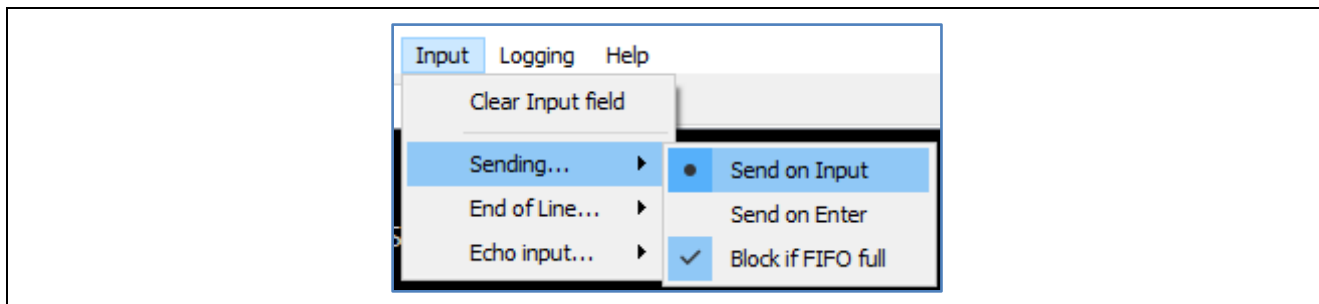 Input Logging Help
Clear Input field
Sending...
End of Line...
Echo input...
Send on Input
Send on Enter
Block if FIFO full